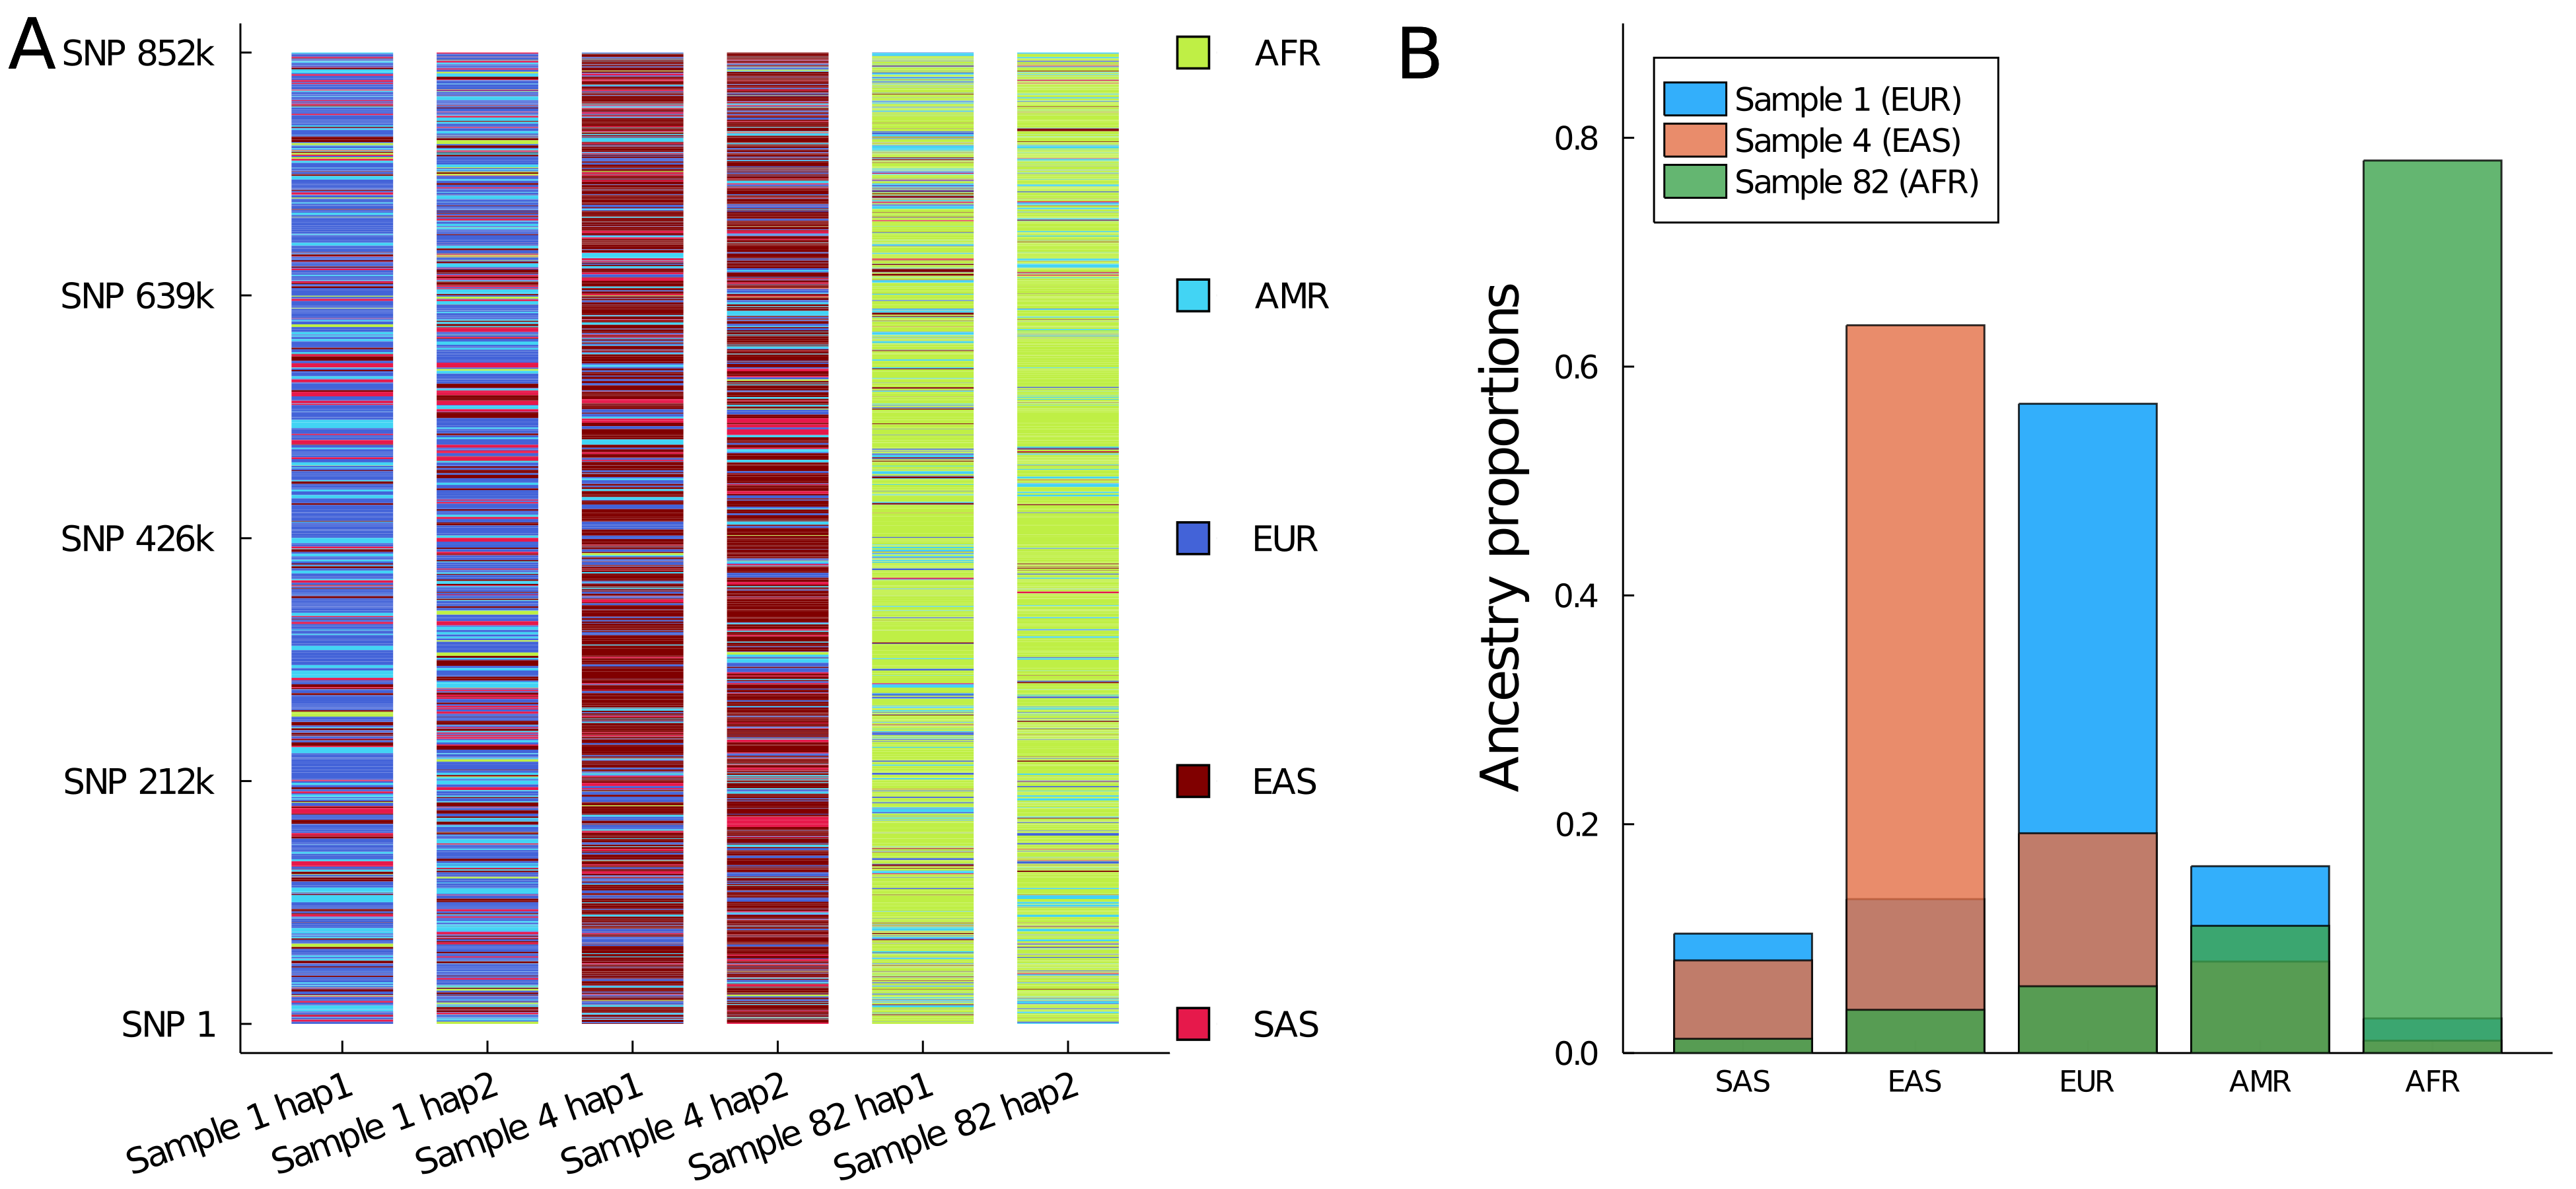 A
SNP 852k
SNP 639k
SNP 426k
SNP 212k
SNP 1
Sample 1 hap1
Sample 1 hap2
Sample 4 hap1
Sample 4 hap2
Sample 82 hap1
Sample 82 hap2
AFR
AMR
EUR
EAS
SAS
B
Sample 1 (EUR)
Sample 4 (EAS)
Sample 82 (AFR)
Ancestry proportions
0.8
0.6
0.4
0.2
0.0
SAS
EAS
EUR
AMR
AFR